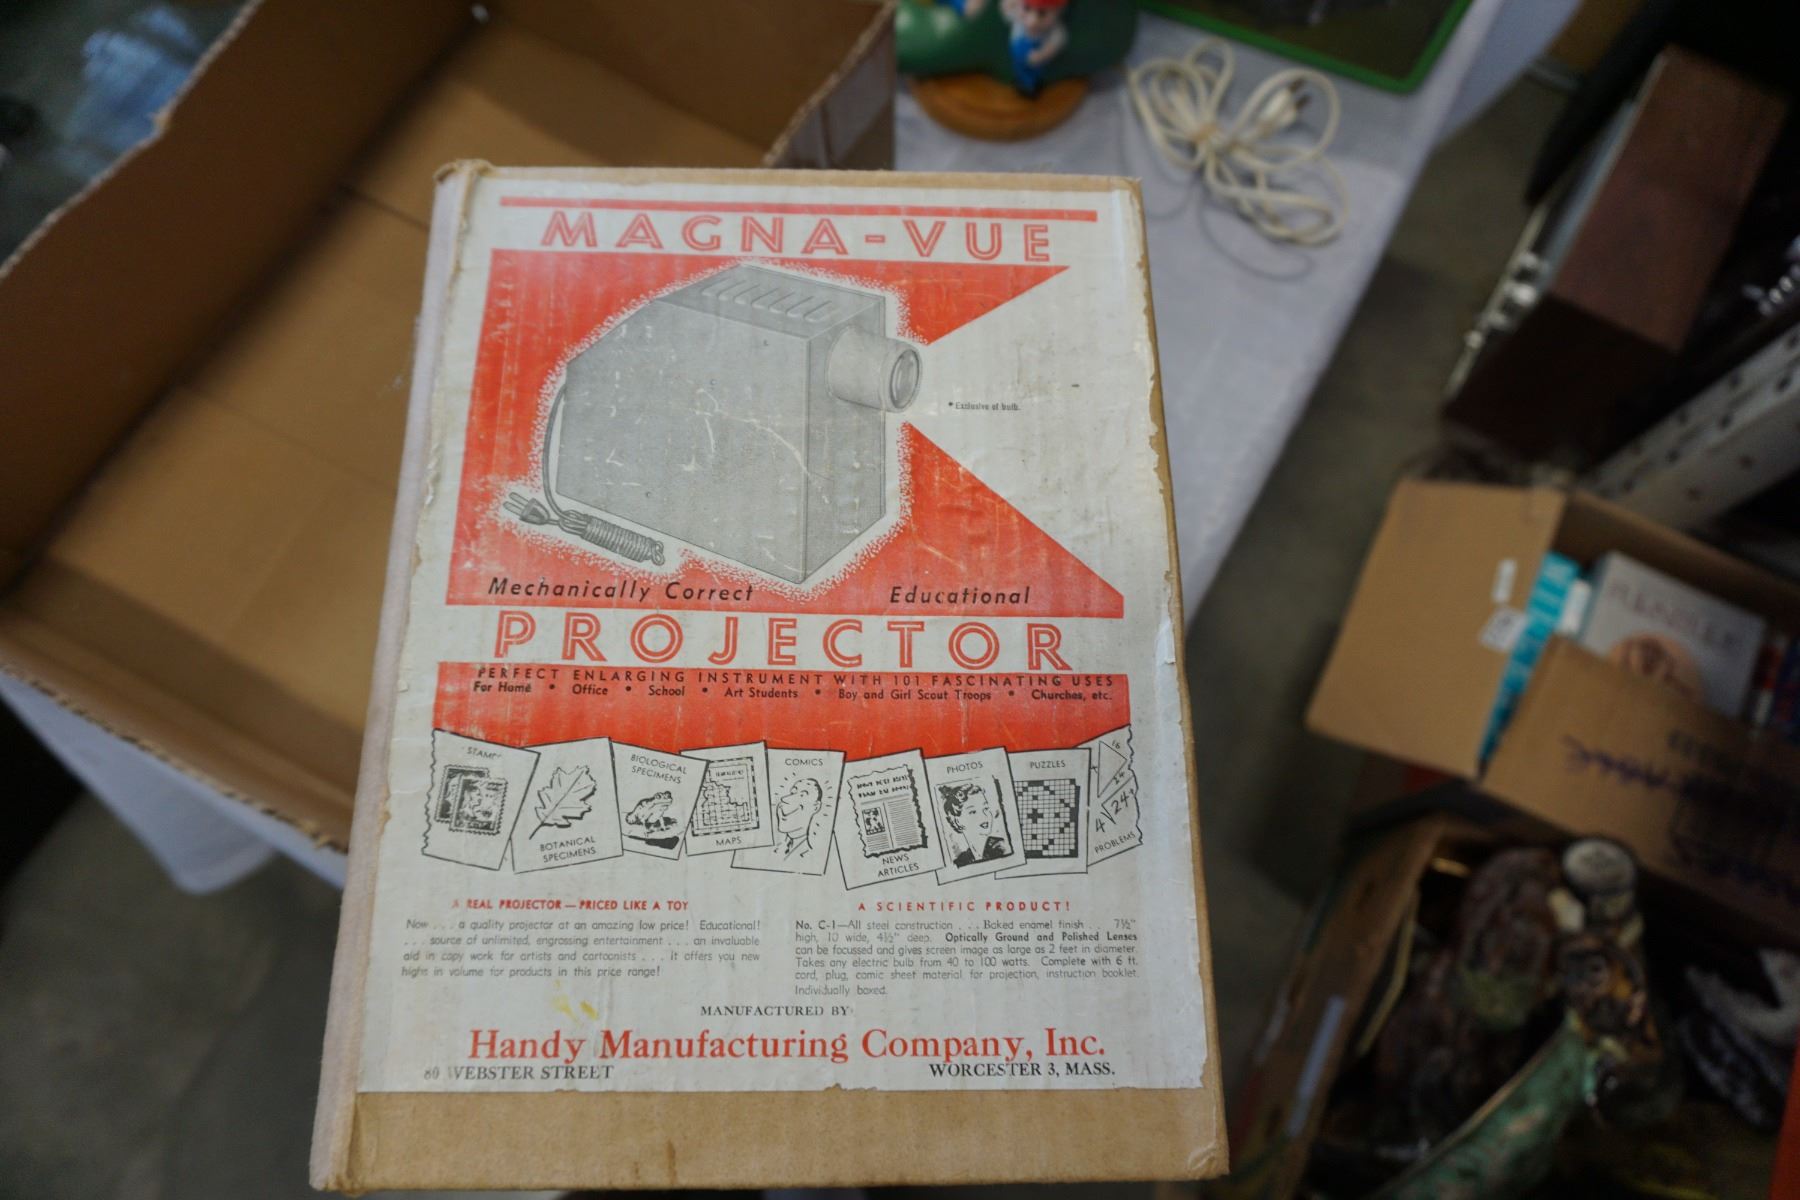 MAGNA-VUE
* Exclusive of bulb.
Mechanically Correct Educational
PROJECTOR
PERFECT ENLARGING INSTRUMENT WITH 101 FASCINATING USES
For Home • Office • School • Art Students • Boy and Girl Scout Troops • Churches, etc.
STAMPS
BOTANICAL
SPECIMENS
BIOLOGICAL
SPECIMENS
MAPS
COMICS
NEWS
ARTICLES
PHOTOS
PUZZLES
PROBLEMS
A REAL PROJECTOR — PRICED LIKE A TOY
Now . . . a quality projector at an amazing low price! Educational!
. . . source of unlimited, engrossing entertainment . . . an invaluable
aid in copy work for artists and cartoonists . . . it offers you new
highs in volume for products in this price range!
A SCIENTIFIC PRODUCT!
No. C-1—All steel construction . . . Baked enamel finish . . 7½"
high, 10 wide, 4½" deep. Optically Ground and Polished Lenses
can be focussed and gives screen image as large as 2 feet in diameter.
Takes any electric bulb from 40 to 100 watts. Complete with 6 ft.
cord, plug, comic sheet material for projection, instruction booklet.
Individually boxed.
MANUFACTURED BY
Handy Manufacturing Company, Inc.
80 WEBSTER STREET WORCESTER 3, MASS.